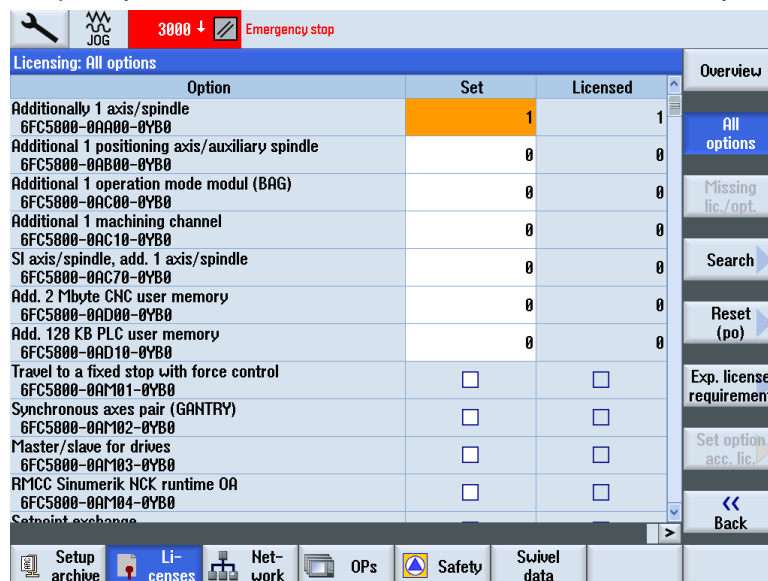 JOG
3000 ↓ Emergency stop
Licensing: All options
Option Set Licensed
Additionally 1 axis/spindle
6FC5800-0AA00-0YB0 1 1
Additional 1 positioning axis/auxiliary spindle
6FC5800-0AB00-0YB0 0 0
Additional 1 operation mode modul (BAG)
6FC5800-0AC00-0YB0 0 0
Additional 1 machining channel
6FC5800-0AC10-0YB0 0 0
SI axis/spindle, add. 1 axis/spindle
6FC5800-0AC70-0YB0 0 0
Add. 2 Mbyte CNC user memory
6FC5800-0AD00-0YB0 0 0
Add. 128 KB PLC user memory
6FC5800-0AD10-0YB0 0 0
Travel to a fixed stop with force control
6FC5800-0AM01-0YB0
Synchronous axes pair (GANTRY)
6FC5800-0AM02-0YB0
Master/slave for drives
6FC5800-0AM03-0YB0
RMCC Sinumerik NCK runtime OA
6FC5800-0AM04-0YB0
Setpoint exchange
Overview
All
options
Missing
lic./opt.
Search
Reset
(po)
Exp. license
requirement
Set option
acc. lic.
<<
Back
Setup
archive
Li-
censes
Net-
work
OPs
Safety
Swivel
data